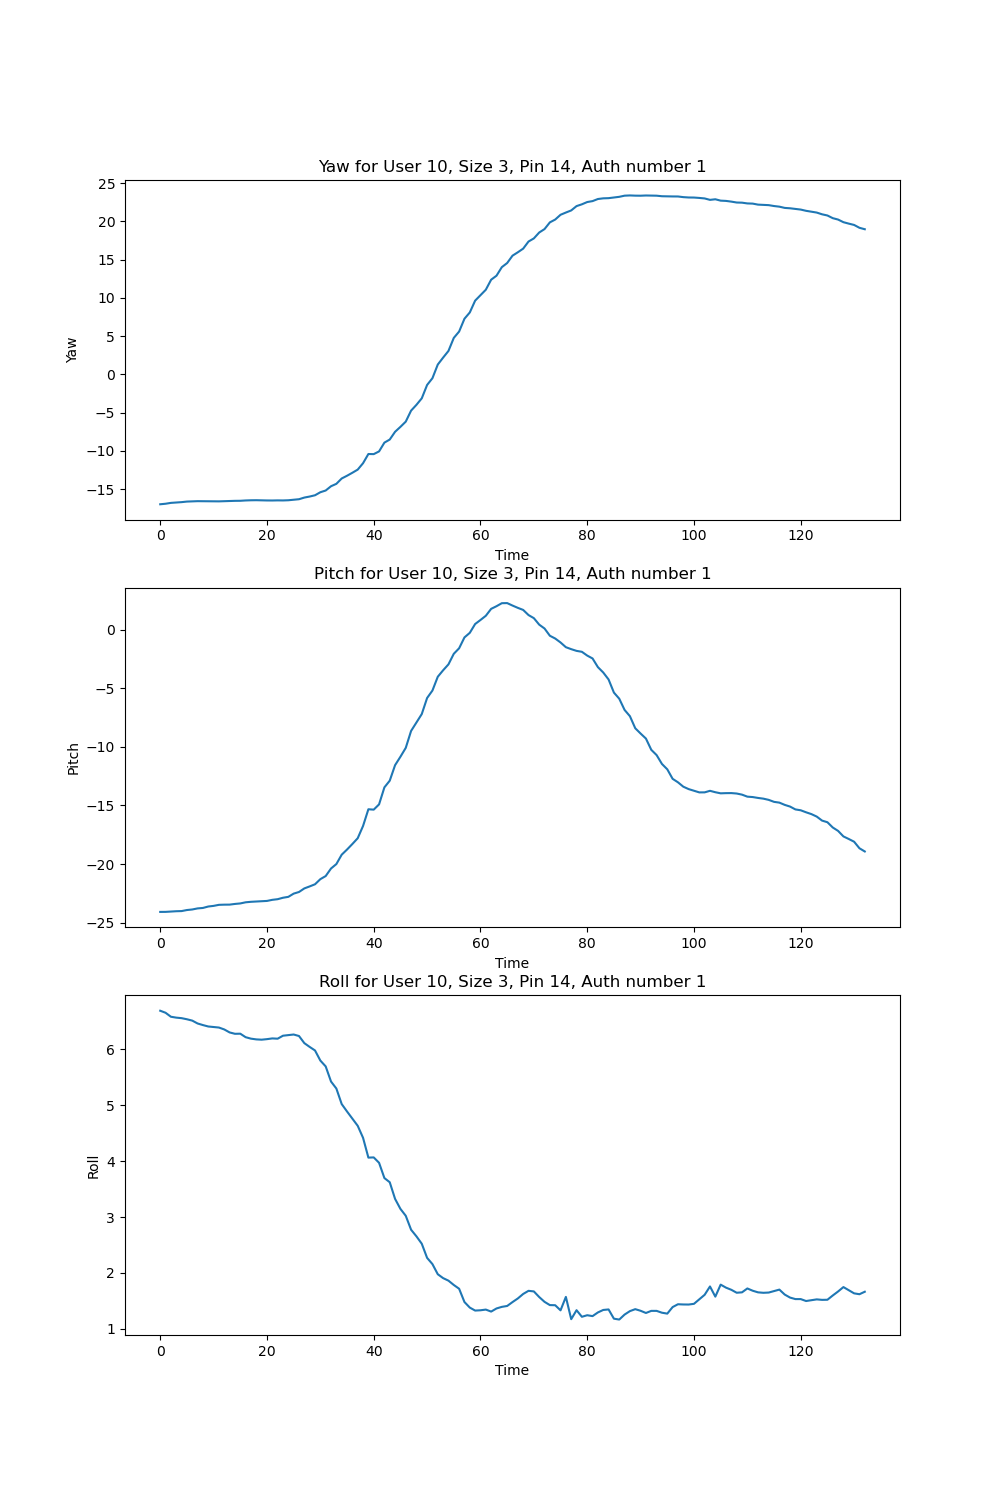 Yaw for User 10, Size 3, Pin 14, Auth number 1
25
20
15
10
5
0
−5
−10
−15
Yaw
0 20 40 60 80 100 120
Time
Pitch for User 10, Size 3, Pin 14, Auth number 1
0
−5
−10
−15
−20
−25
Pitch
0 20 40 60 80 100 120
Time
Roll for User 10, Size 3, Pin 14, Auth number 1
6
5
4
3
2
1
Roll
0 20 40 60 80 100 120
Time